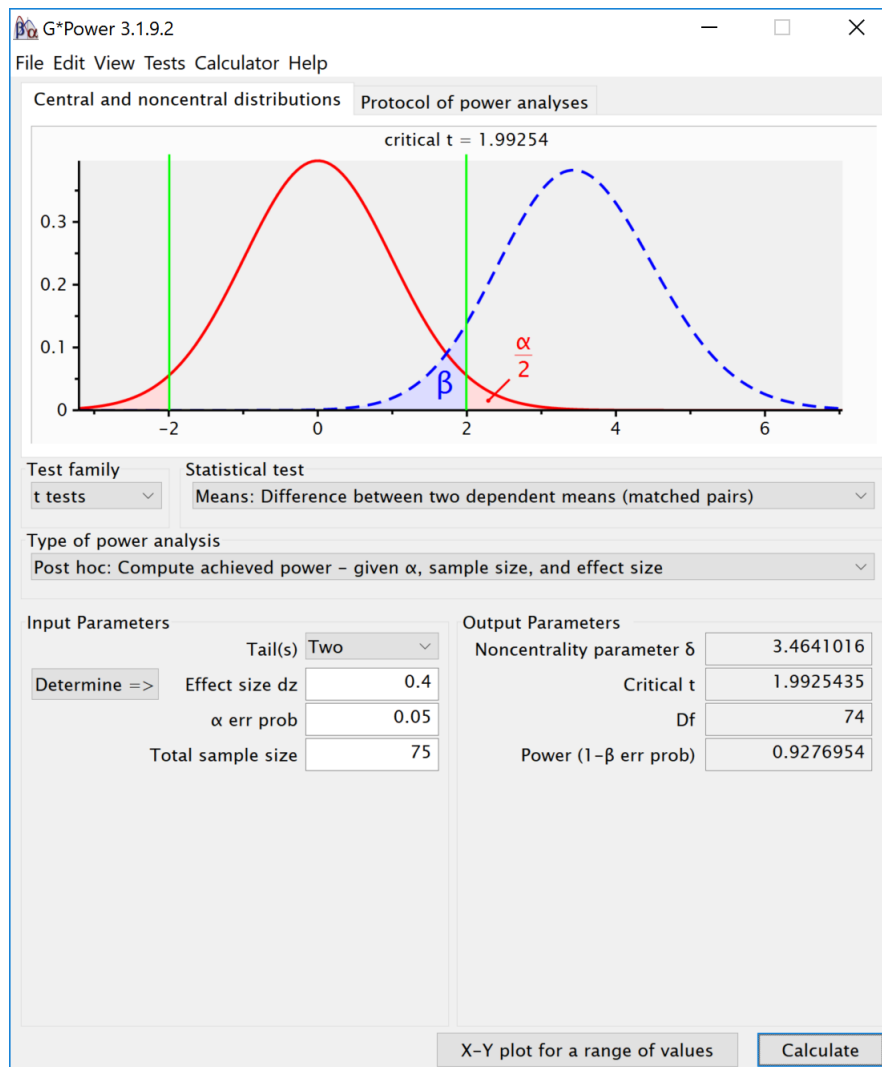 G*Power 3.1.9.2
File Edit View Tests Calculator Help
Central and noncentral distributions Protocol of power analyses
critical t = 1.99254
0.3
0.2
0.1
0
α
2
β
-2 0 2 4 6
Test family Statistical test
t tests Means: Difference between two dependent means (matched pairs)
Type of power analysis
Post hoc: Compute achieved power - given α, sample size, and effect size
Input Parameters Output Parameters
Tail(s) Two Noncentrality parameter δ 3.4641016
Determine => Effect size dz 0.4 Critical t 1.9925435
α err prob 0.05 Df 74
Total sample size 75 Power (1-β err prob) 0.9276954
X-Y plot for a range of values Calculate